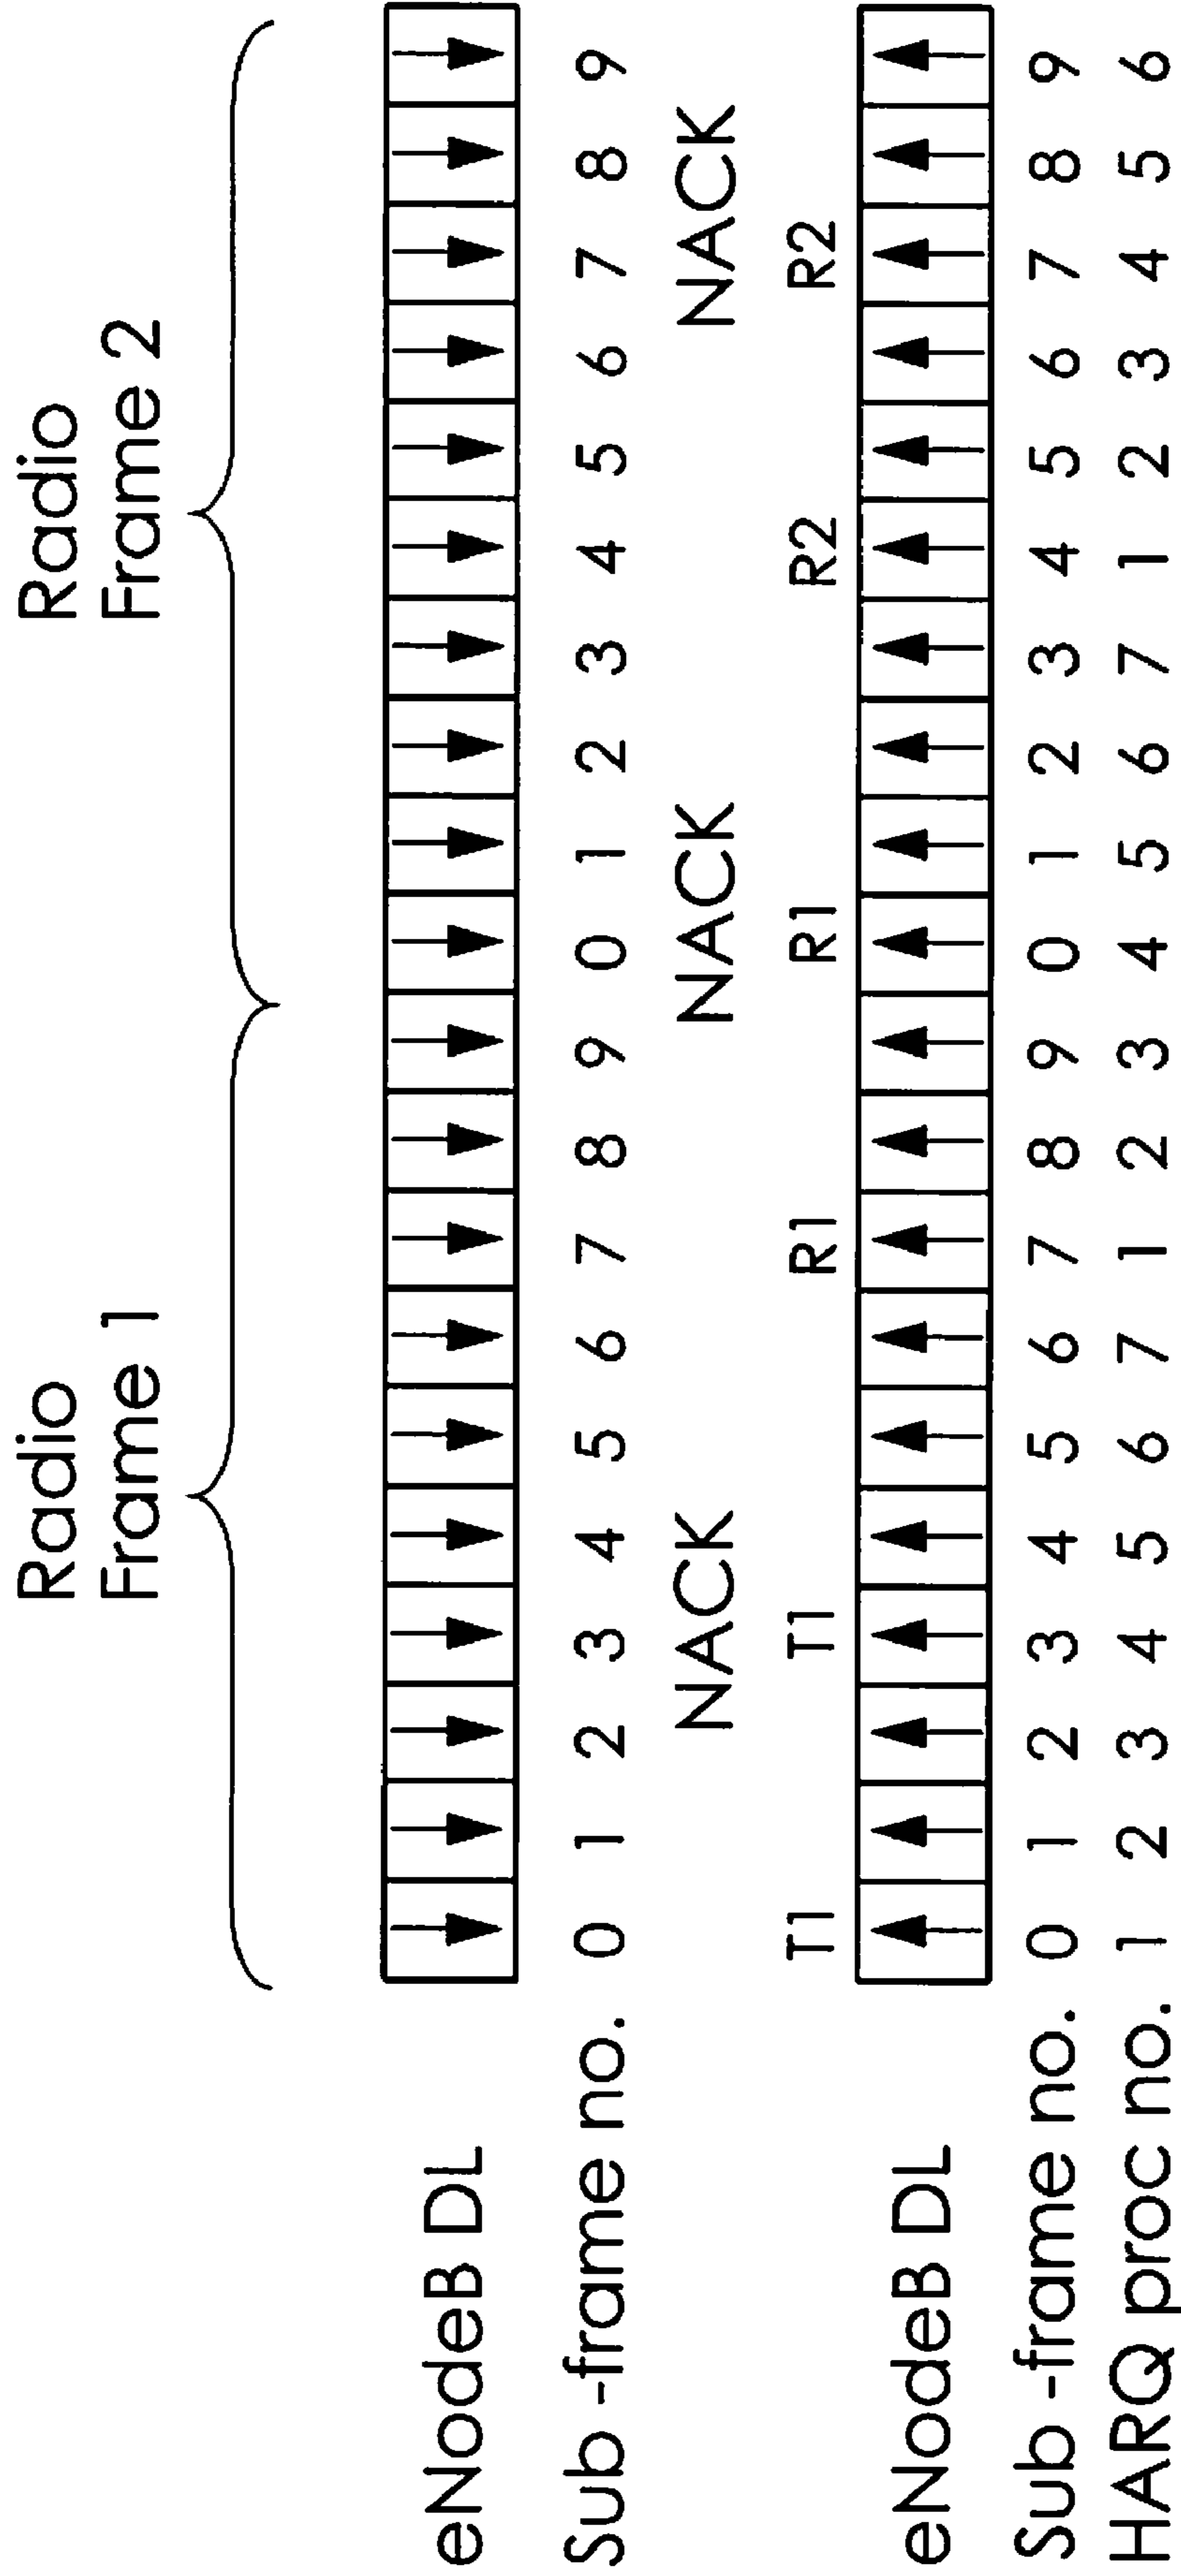 Radio
Frame 1
Radio
Frame 2
eNodeB DL
Sub -frame no. 0 1 2 3 4 5 6 7 8 9 0 1 2 3 4 5 6 7 8 9
NACK NACK NACK
T1 T1 R1 R1 R2 R2
eNodeB DL
Sub -frame no. 0 1 2 3 4 5 6 7 8 9 0 1 2 3 4 5 6 7 8 9
HARQ proc no. 1 2 3 4 5 6 7 1 2 3 4 5 6 7 1 2 3 4 5 6